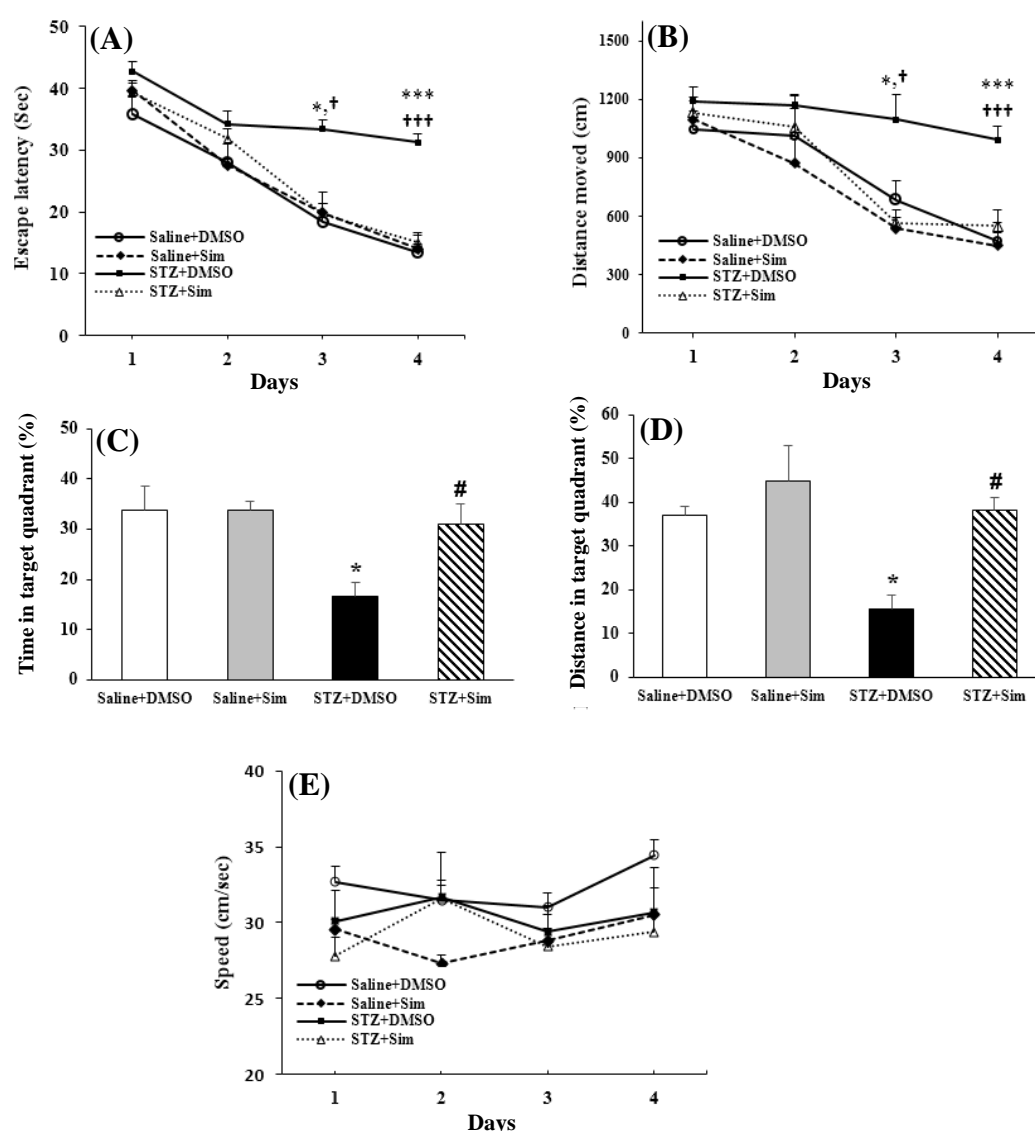 (A)
50
40
30
20
10
0
Escape latency (Sec)
*,†
***
†††
Saline+DMSO
Saline+Sim
STZ+DMSO
STZ+Sim
1 2 3 4
Days
(B)
1500
1200
900
600
300
0
Distance moved (cm)
*,†
***
†††
Saline+DMSO
Saline+Sim
STZ+DMSO
STZ+Sim
1 2 3 4
Days
(C)
50
40
30
20
10
0
Time in target quadrant (%)
*
#
Saline+DMSO Saline+Sim STZ+DMSO STZ+Sim
(D)
60
50
40
30
20
10
0
Distance in target quadrant (%)
*
#
Saline+DMSO Saline+Sim STZ+DMSO STZ+Sim
(E)
40
35
30
25
20
Speed (cm/sec)
Saline+DMSO
Saline+Sim
STZ+DMSO
STZ+Sim
1 2 3 4
Days